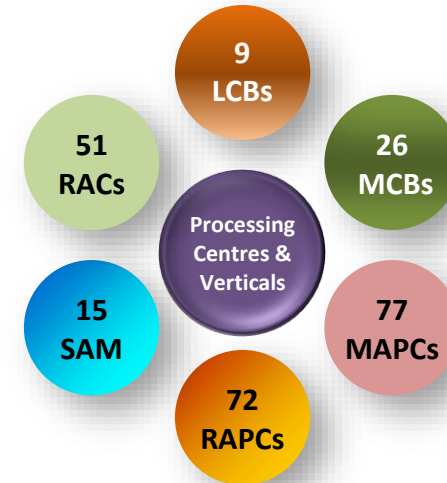 9
LCBs
51
RACs
26
MCBs
Processing
Centres &
Verticals
15
SAM
77
MAPCs
72
RAPCs